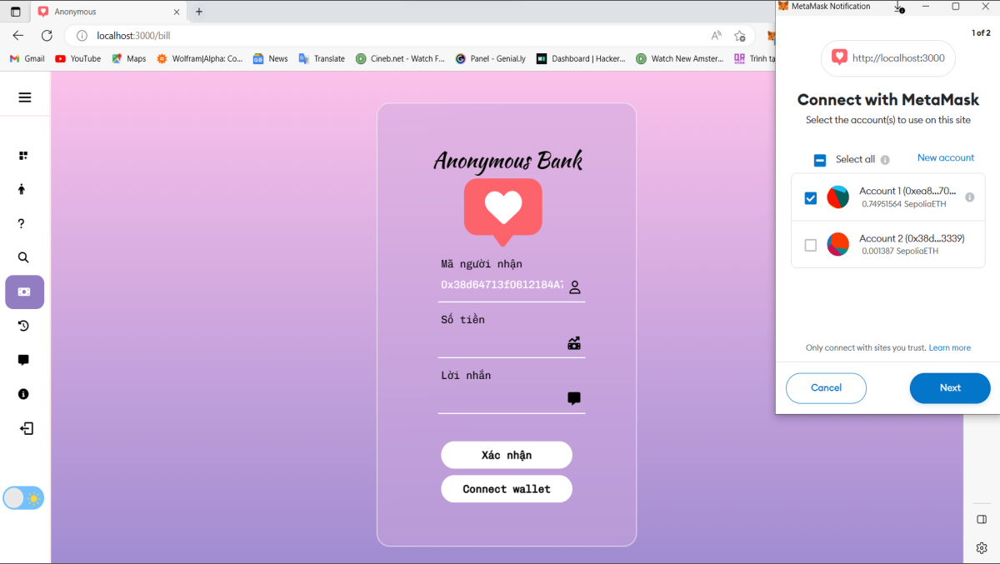 Anonymous
localhost:3000/bill
Gmail
YouTube
Maps
Wolfram|Alpha: Co...
News
Translate
Cineb.net - Watch F...
Panel - Genial.ly
Dashboard | Hacker...
Watch New Amster...
Trình tạ
Anonymous Bank
Mã người nhận
0x38d64713f0612184A7
Số tiền
Lời nhắn
Xác nhận
Connect wallet
MetaMask Notification
1 of 2
http://localhost:3000
Connect with MetaMask
Select the account(s) to use on this site
Select all
New account
Account 1 (0xea8...70...
0.74951564 SepoliaETH
Account 2 (0x38d...3339)
0.001387 SepoliaETH
Only connect with sites you trust. Learn more
Cancel
Next